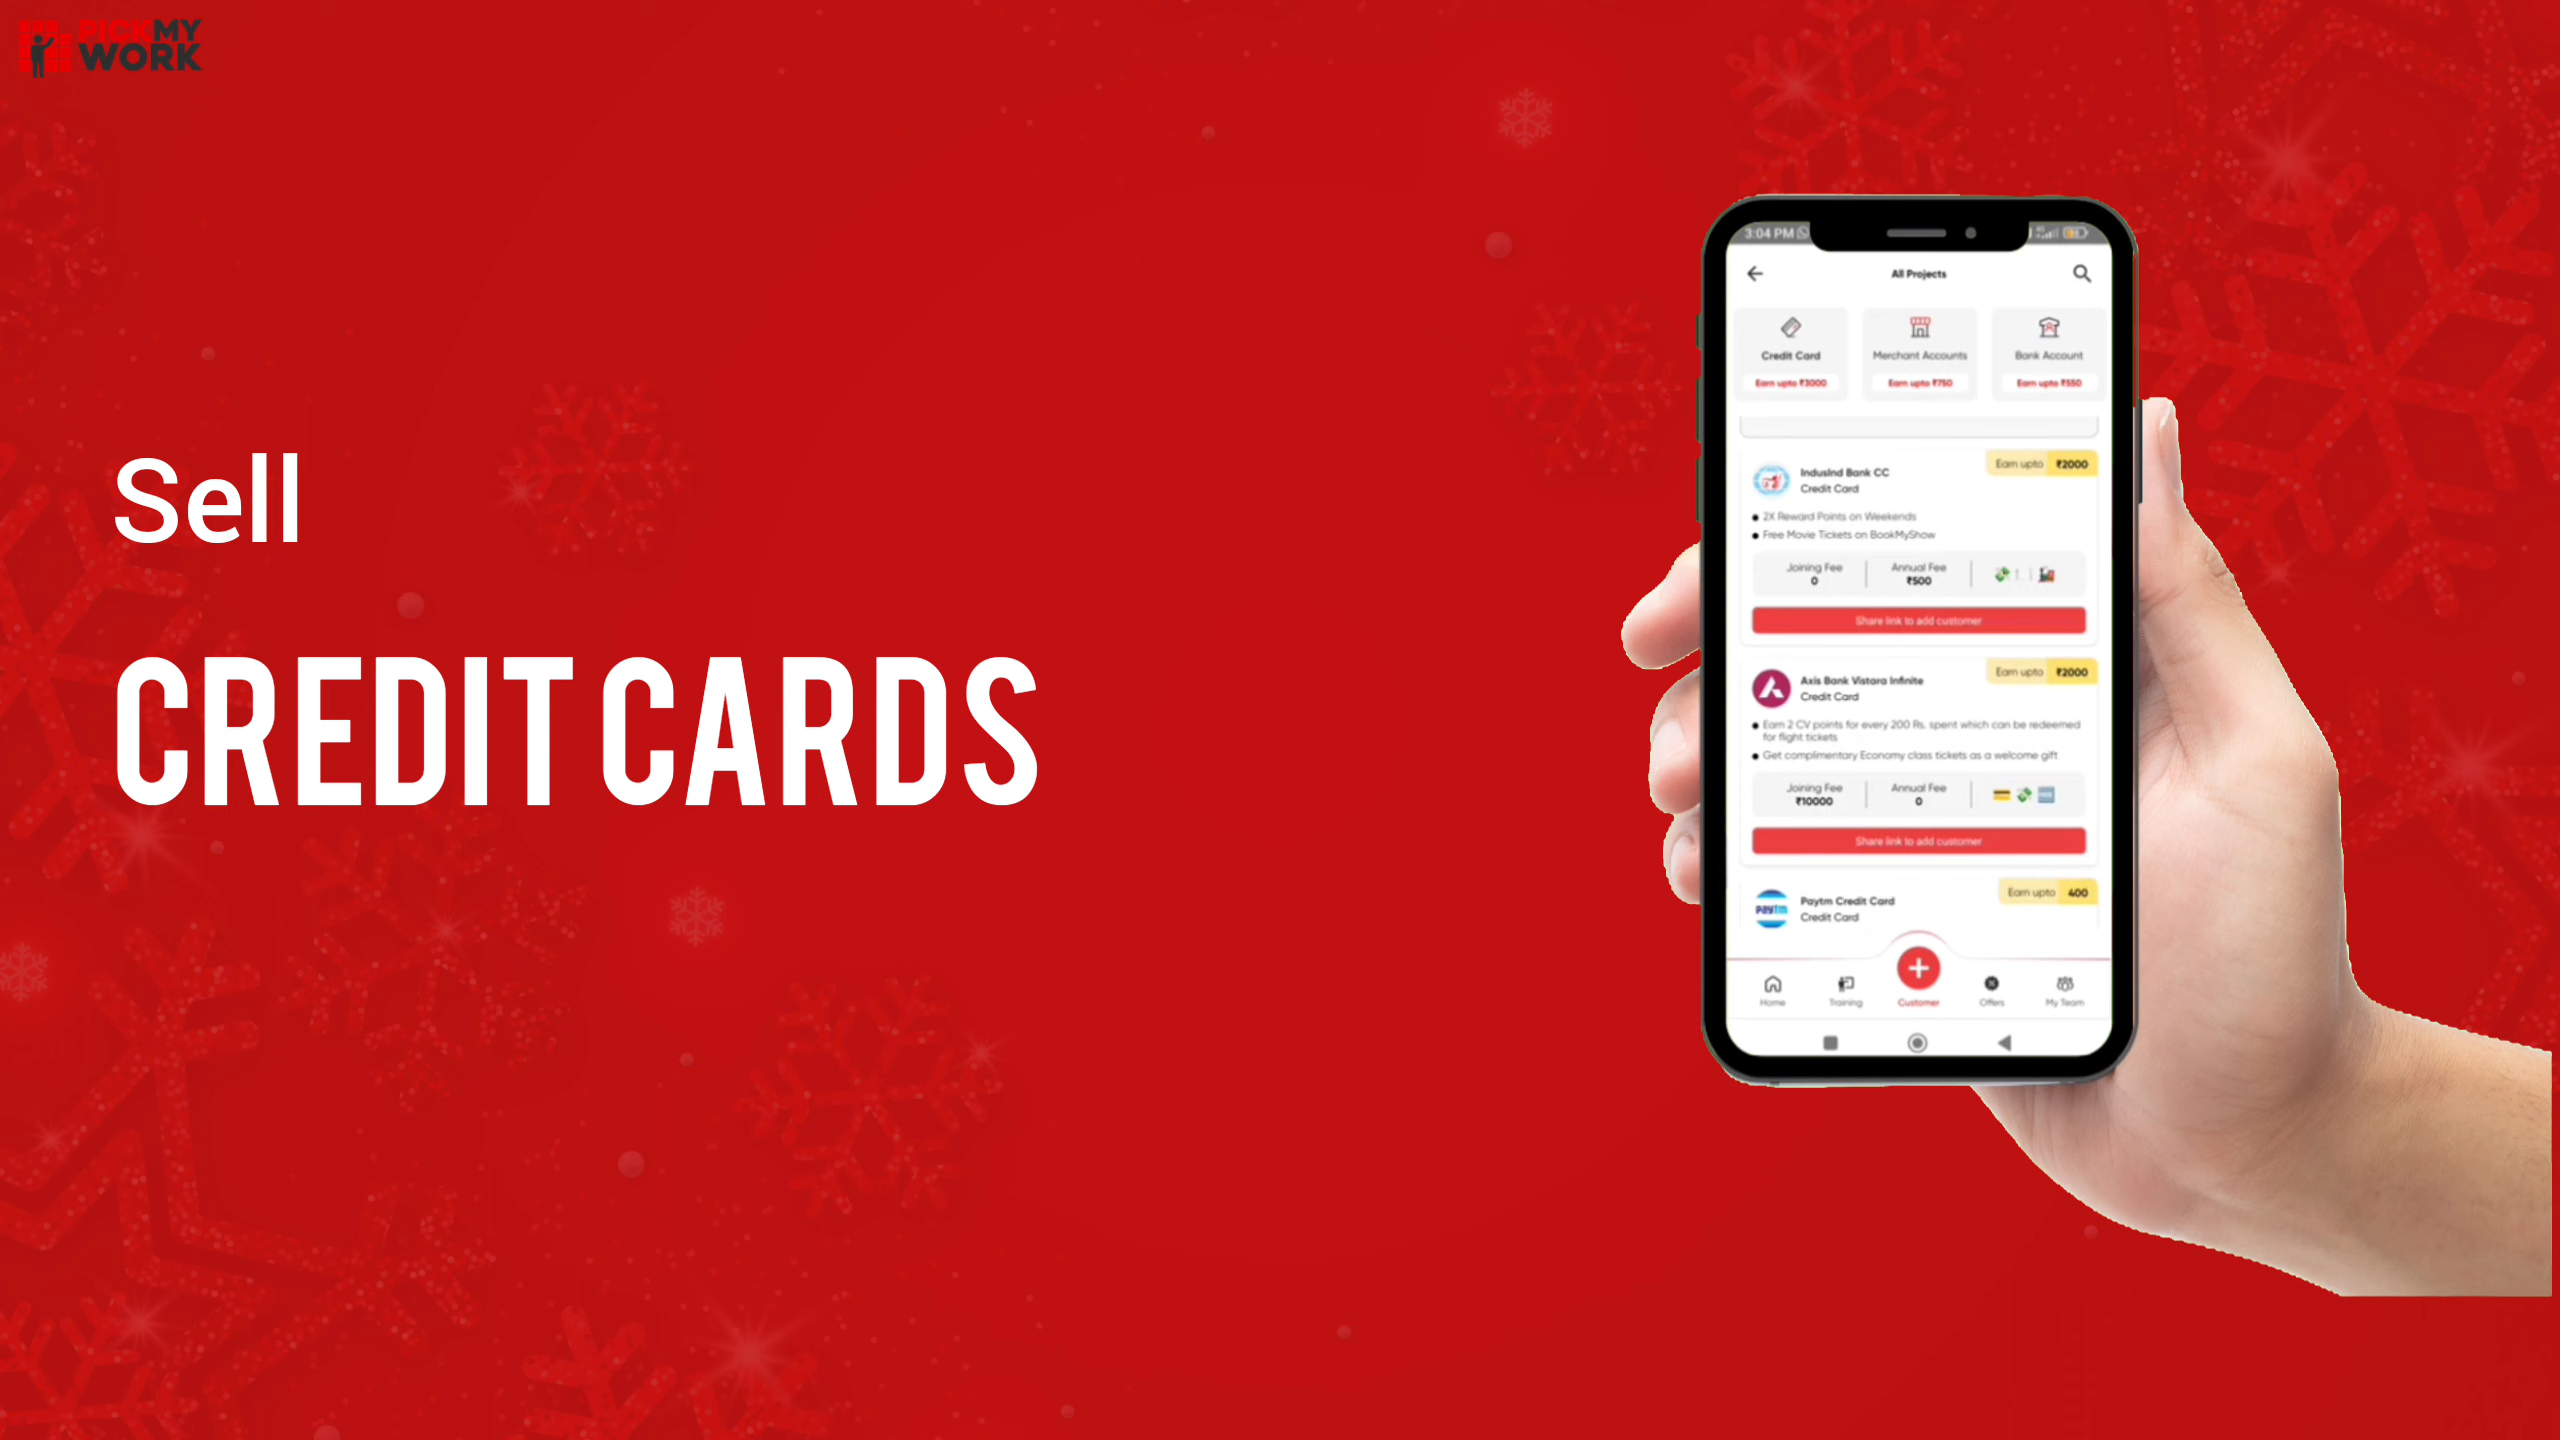 PICKMY
WORK
Sell
CREDIT CARDS
3:04 PM
All Projects
Credit Card
Earn upto ₹3000
Merchant Accounts
Earn upto ₹750
Bank Account
Earn upto ₹550
IndusInd Bank CC
Credit Card
Earn upto ₹2000
2X Reward Points on Weekends
Free Movie Tickets on BookMyShow
Joining Fee
0
Annual Fee
₹500
Share link to add customer
Axis Bank Vistara Infinite
Credit Card
Earn upto ₹2000
Earn 2 CV points for every 200 Rs. spent which can be redeemed
for flight tickets
Get complimentary Economy class tickets as a welcome gift
Joining Fee
₹10000
Annual Fee
0
Share link to add customer
Paytm
Paytm Credit Card
Credit Card
Earn upto 400
Home
Training
Customer
Offers
My Team